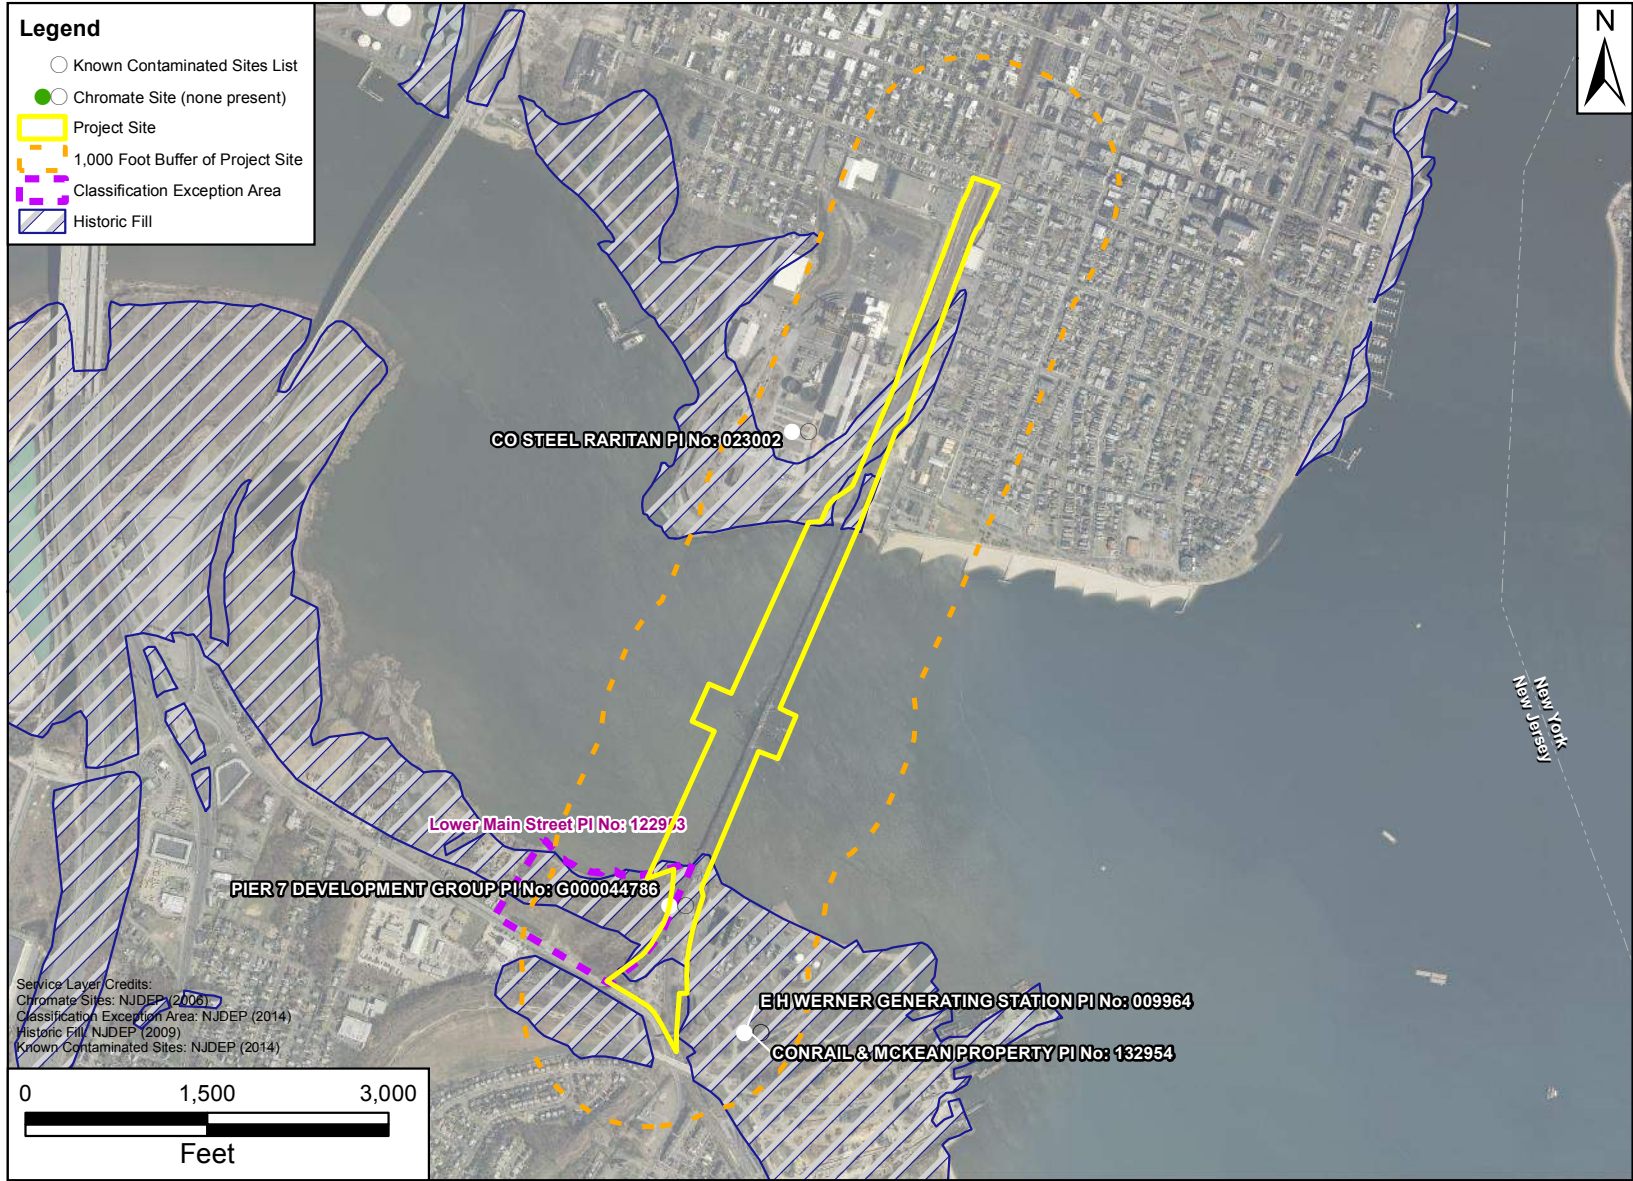 Legend
Known Contaminated Sites List
Chromate Site (none present)
Project Site
1,000 Foot Buffer of Project Site
Classification Exception Area
Historic Fill
N
CO STEEL RARITAN PI No: 023002
New York
New Jersey
Lower Main Street PI No: 122983
PIER 7 DEVELOPMENT GROUP PI No: G000044786
E H WERNER GENERATING STATION PI No: 009964
CONRAIL & MCKEAN PROPERTY PI No: 132954
Service Layer Credits:
Chromate Sites: NJDEP (2006)
Classification Exception Area: NJDEP (2014)
Historic Fill: NJDEP (2009)
Known Contaminated Sites: NJDEP (2014)
0 1,500 3,000
Feet